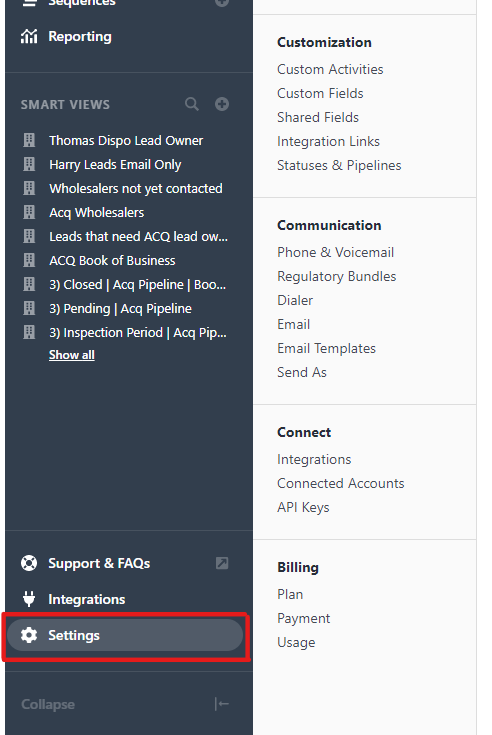 Sequences
Reporting
SMART VIEWS
Thomas Dispo Lead Owner
Harry Leads Email Only
Wholesalers not yet contacted
Acq Wholesalers
Leads that need ACQ lead ow...
ACQ Book of Business
3) Closed | Acq Pipeline | Boo...
3) Pending | Acq Pipeline
3) Inspection Period | Acq Pip...
Show all
Support & FAQs
Integrations
Settings
Collapse
Customization
Custom Activities
Custom Fields
Shared Fields
Integration Links
Statuses & Pipelines
Communication
Phone & Voicemail
Regulatory Bundles
Dialer
Email
Email Templates
Send As
Connect
Integrations
Connected Accounts
API Keys
Billing
Plan
Payment
Usage